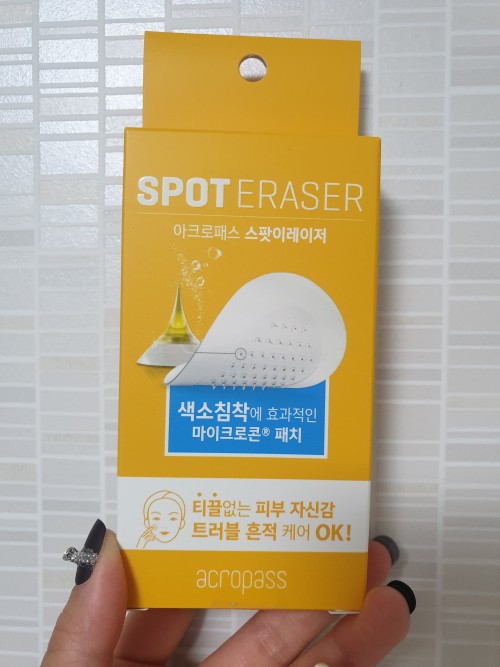 SPOT ERASER
아크로패스 스팟이레이저
색소침착에 효과적인
마이크로콘® 패치
티끌없는 피부 자신감
트러블 흔적 케어 OK!
acropass